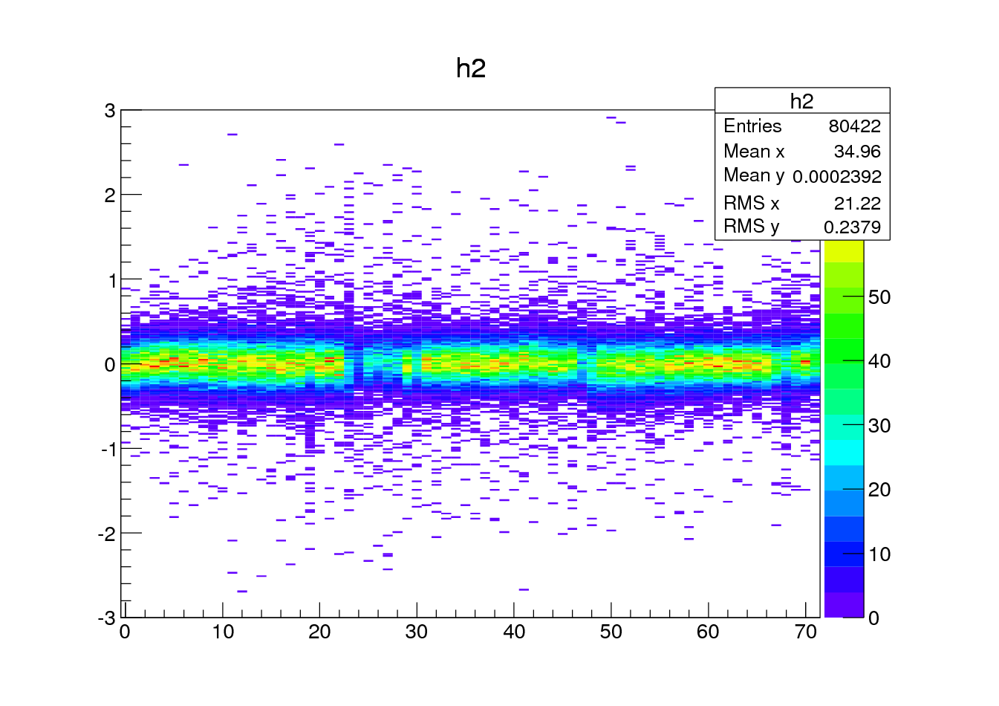 h2
h2
Entries 80422
Mean x 34.96
Mean y 0.0002392
RMS x 21.22
RMS y 0.2379
3
2
1
0
-1
-2
-3
0 10 20 30 40 50 60 70
50
40
30
20
10
0